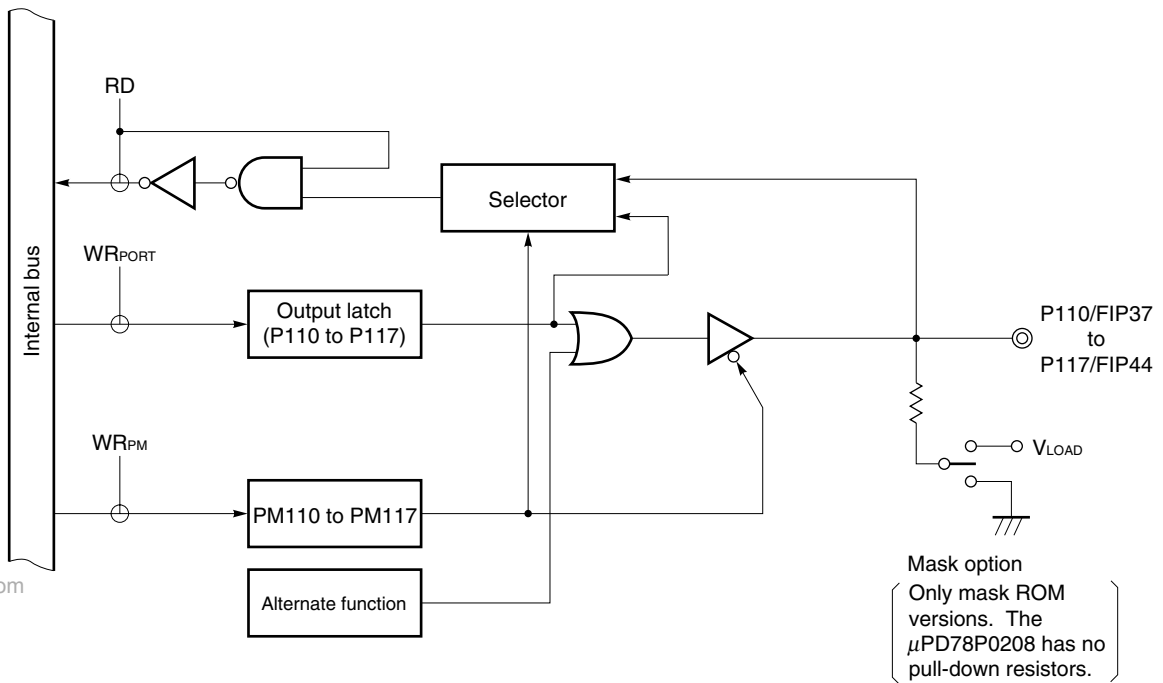 RD
Selector
WRPORT
Internal bus
Output latch
(P110 to P117)
P110/FIP37
to
P117/FIP44
WRPM
VLOAD
PM110 to PM117
Alternate function
Mask option
Only mask ROM
versions. The
μPD78P0208 has no
pull-down resistors.
om